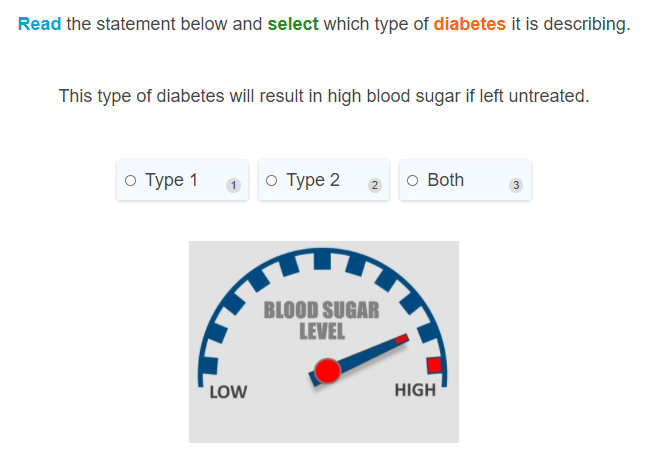 Read the statement below and select which type of diabetes it is describing.
This type of diabetes will result in high blood sugar if left untreated.
Type 1 1 Type 2 2 Both 3
BLOOD SUGAR
LEVEL
LOW HIGH